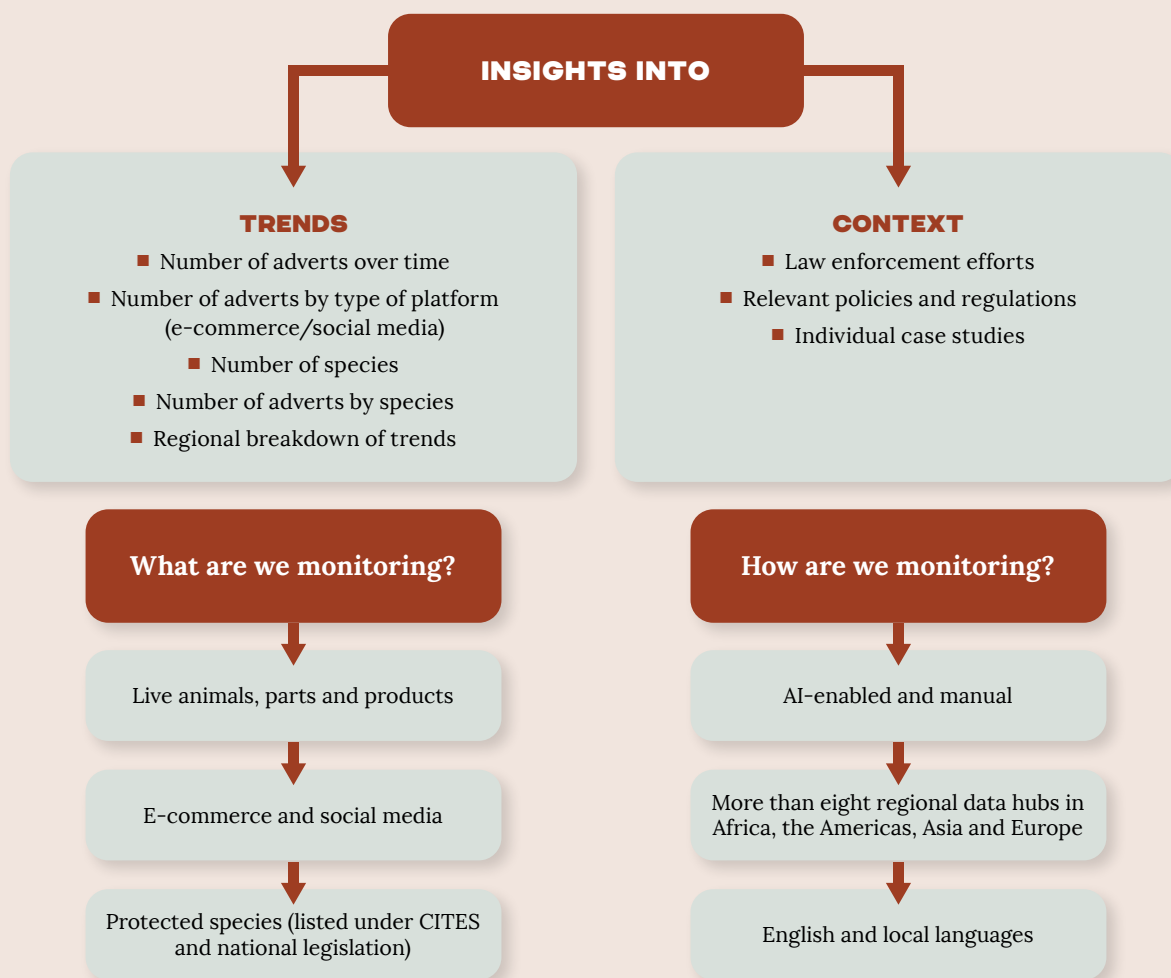 INSIGHTS INTO
TRENDS
■ Number of adverts over time
■ Number of adverts by type of platform
(e-commerce/social media)
■ Number of species
■ Number of adverts by species
■ Regional breakdown of trends
CONTEXT
■ Law enforcement efforts
■ Relevant policies and regulations
■ Individual case studies
What are we monitoring?
Live animals, parts and products
E-commerce and social media
Protected species (listed under CITES
and national legislation)
How are we monitoring?
AI-enabled and manual
More than eight regional data hubs in
Africa, the Americas, Asia and Europe
English and local languages